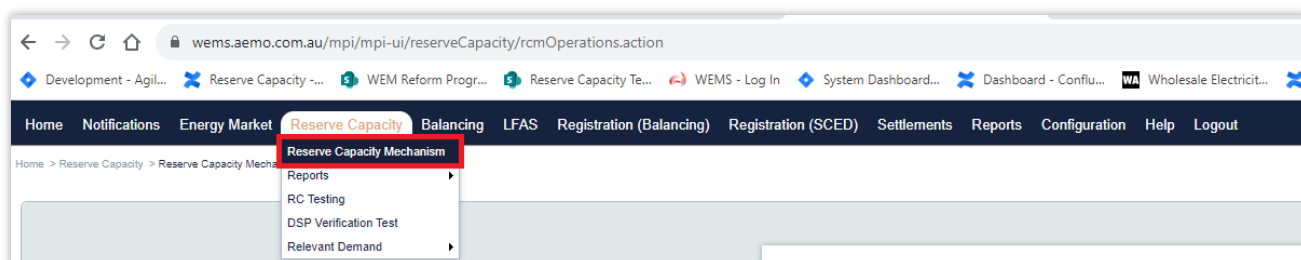 wems.aemo.com.au/mpi/mpi-ui/reserveCapacity/rcmOperations.action
Development - Agil... Reserve Capacity -... WEM Reform Progr... Reserve Capacity Te... WEMS - Log In System Dashboard... Dashboard - Conflu... WA Wholesale Electricit...
Home Notifications Energy Market Reserve Capacity Balancing LFAS Registration (Balancing) Registration (SCED) Settlements Reports Configuration Help Logout
Reserve Capacity Mechanism
Home > Reserve Capacity > Reserve Capacity Mecha
Reports
RC Testing
DSP Verification Test
Relevant Demand